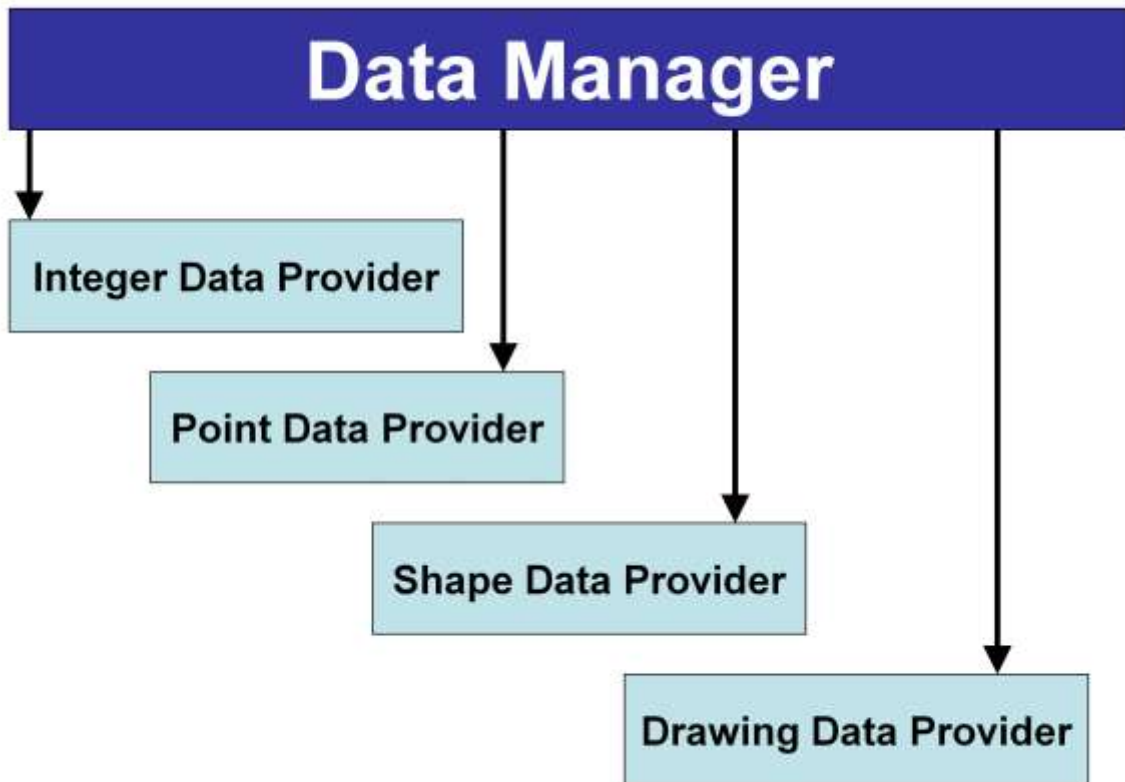 Data Manager
Integer Data Provider
Point Data Provider
Shape Data Provider
Drawing Data Provider